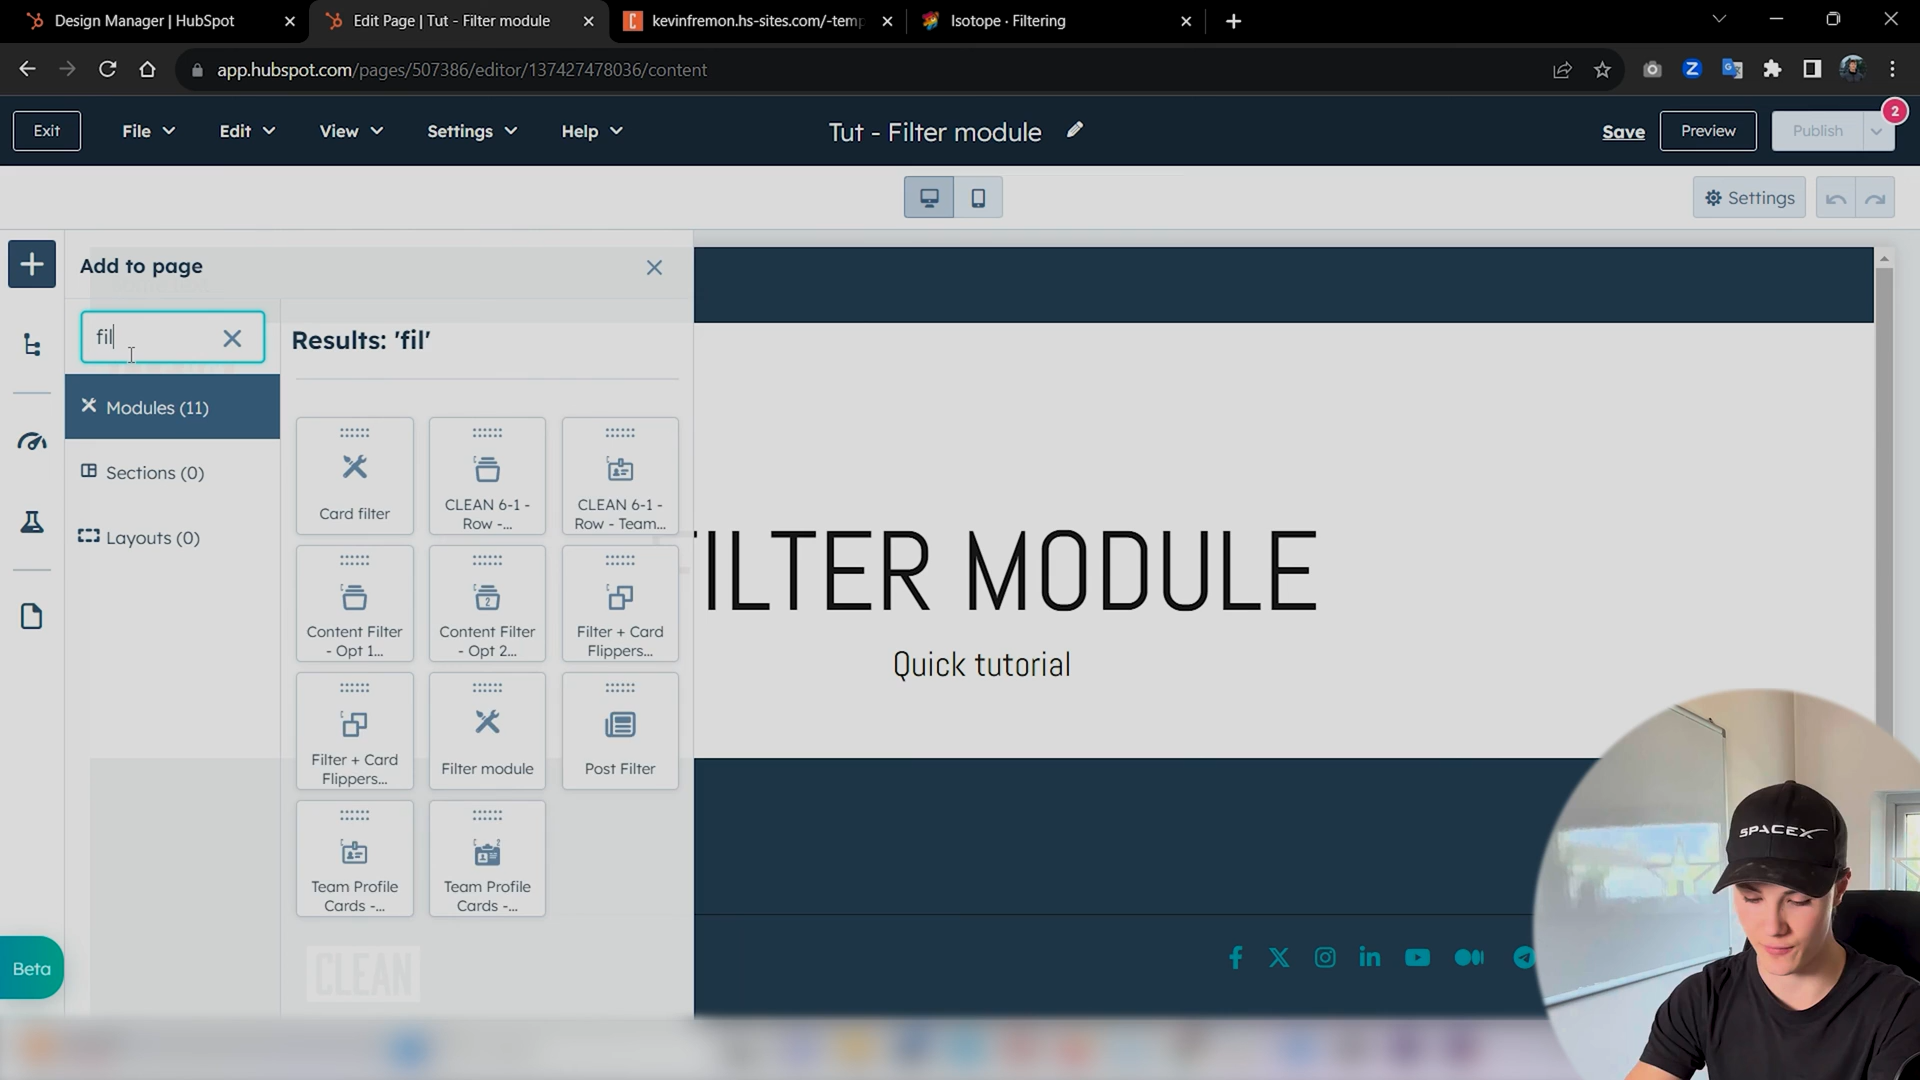 Design Manager | HubSpot
Edit Page | Tut - Filter module
kevinfremon.hs-sites.com/-temp
Isotope · Filtering
app.hubspot.com/pages/507386/editor/137427478036/content
Exit
File
Edit
View
Settings
Help
Tut - Filter module
Save
Preview
Publish
2
Settings
Add to page
fil
Results: 'fil'
Modules (11)
Sections (0)
Layouts (0)
Card filter
CLEAN 6-1 -
Row -...
CLEAN 6-1 -
Row - Team...
Content Filter
- Opt 1...
Content Filter
- Opt 2...
Filter + Card
Flippers...
Filter + Card
Flippers...
Filter module
Post Filter
Team Profile
Cards -...
Team Profile
Cards -...
CLEAN
Beta
FILTER MODULE
Quick tutorial
SPACEX